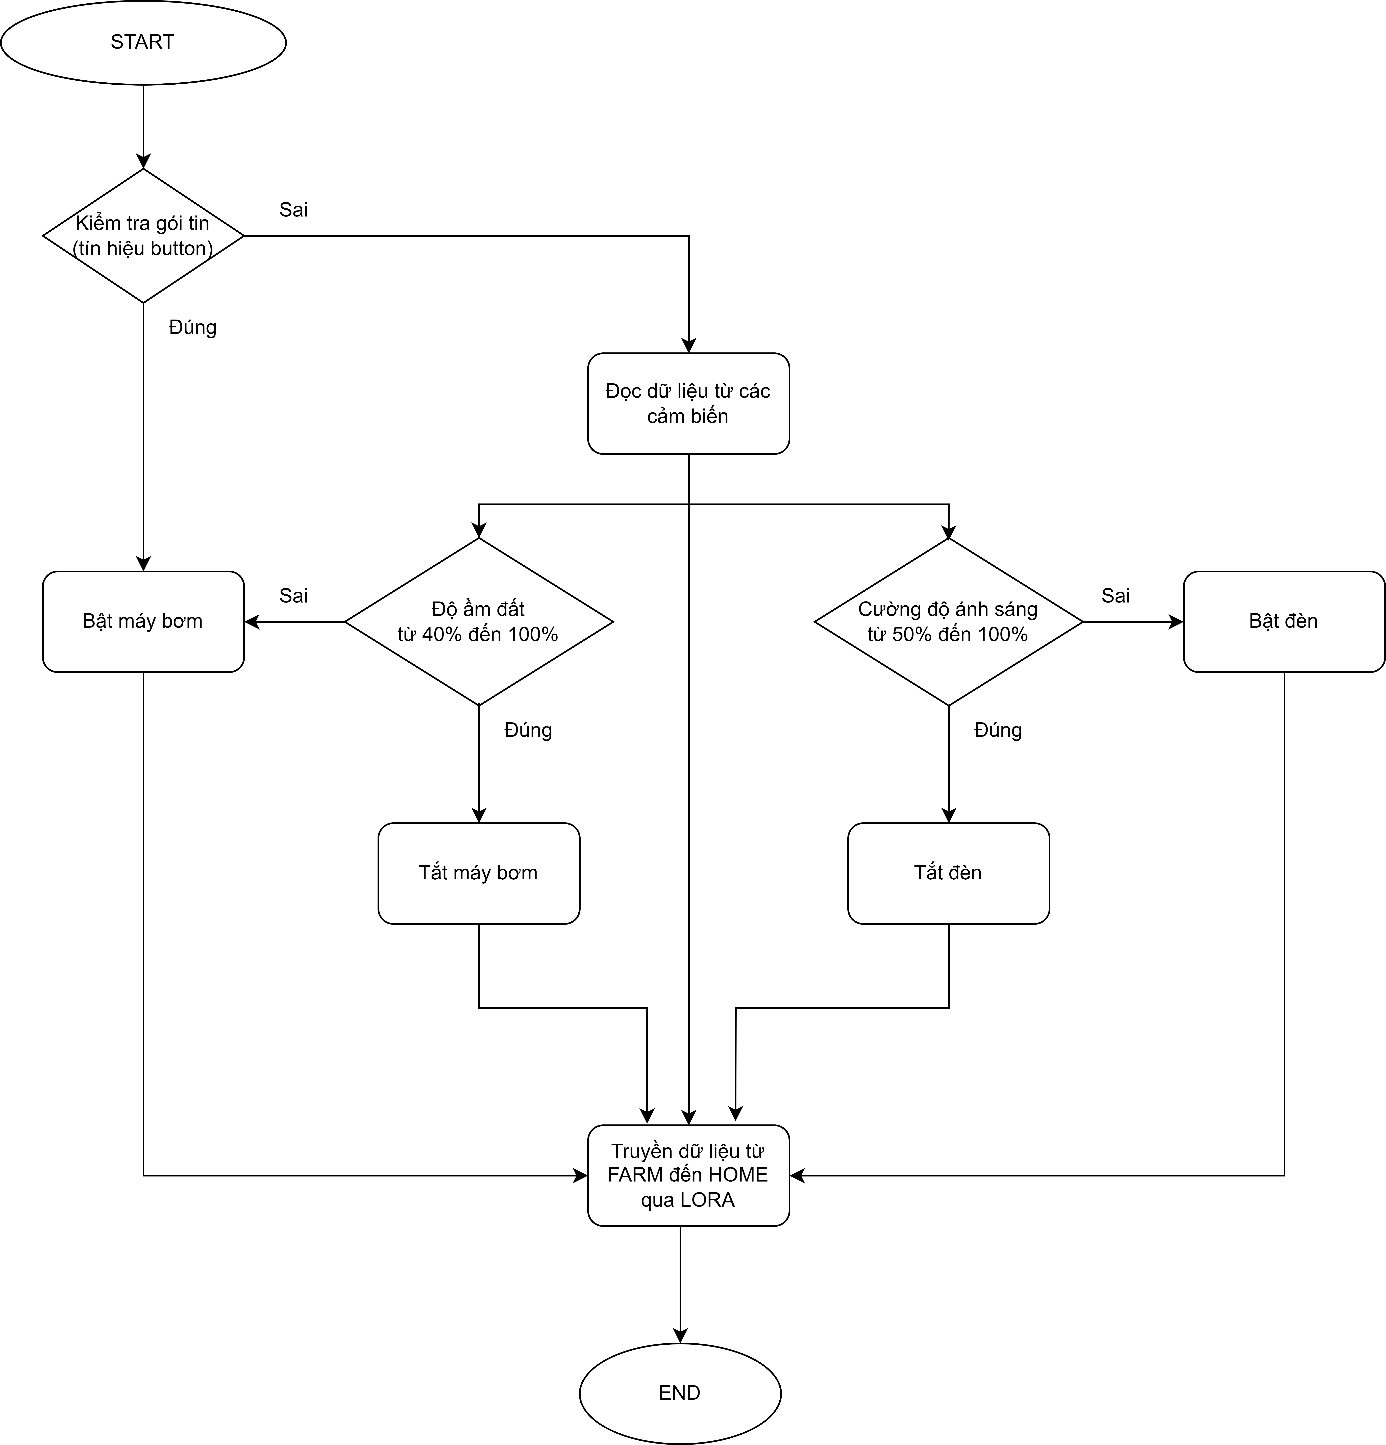 START
Kiểm tra gói tin
(tín hiệu button)
Sai
Đúng
Đọc dữ liệu từ các
cảm biến
Bật máy bơm
Sai
Độ ẩm đất
từ 40% đến 100%
Cường độ ánh sáng
từ 50% đến 100%
Sai
Bật đèn
Đúng
Đúng
Tắt máy bơm
Tắt đèn
Truyền dữ liệu từ
FARM đến HOME
qua LORA
END